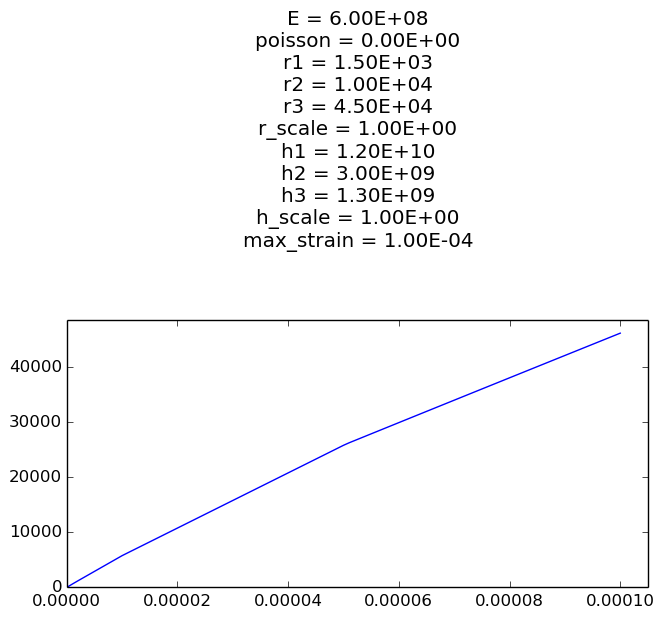 E = 6.00E+08
poisson = 0.00E+00
r1 = 1.50E+03
r2 = 1.00E+04
r3 = 4.50E+04
r_scale = 1.00E+00
h1 = 1.20E+10
h2 = 3.00E+09
h3 = 1.30E+09
h_scale = 1.00E+00
max_strain = 1.00E-04
40000
30000
20000
10000
0
0.00000 0.00002 0.00004 0.00006 0.00008 0.00010